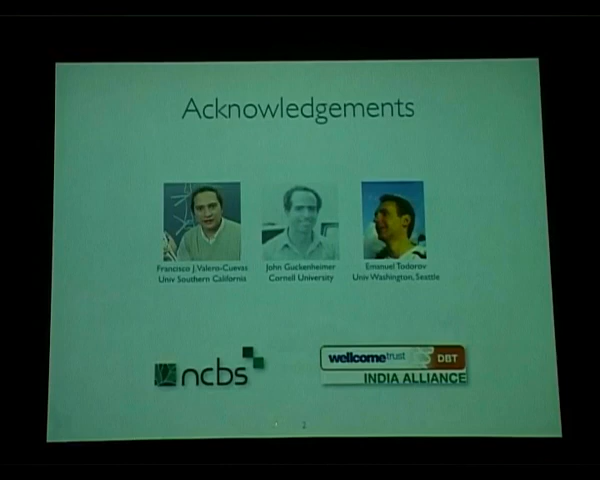 Acknowledgements
Francisco J. Valero-Cuevas
Univ Southern California
John Guckenheimer
Cornell University
Emanuel Todorov
Univ Washington, Seattle
ncbs
wellcome trust DBT
INDIA ALLIANCE
2